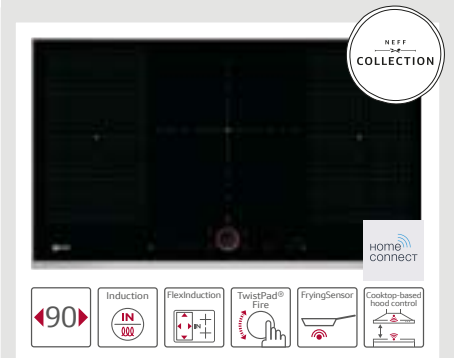 NEFF
COLLECTION
Home
connect
90
Induction
IN
FlexInduction
IN
TwistPad®
Fire
FryingSensor
Cooktop-based
hood control